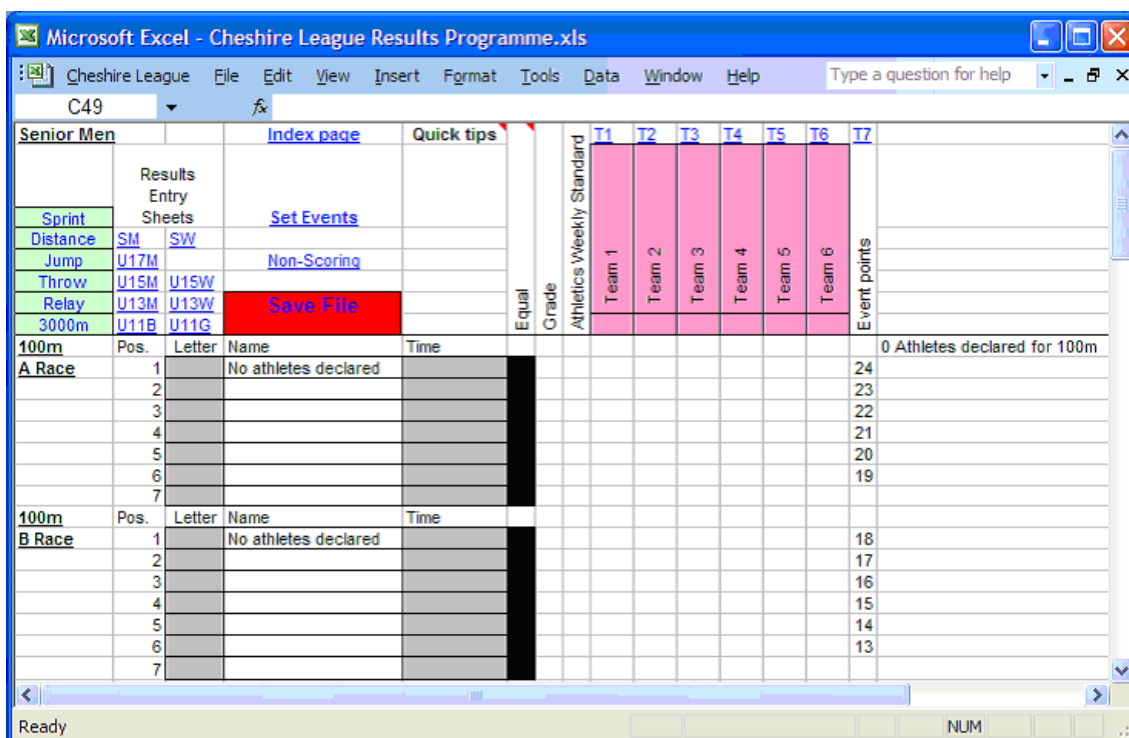 Microsoft Excel - Cheshire League Results Programme.xls
Cheshire League File Edit View Insert Format Tools Data Window Help Type a question for help
C49 fx
Senior Men Index page Quick tips T1 T2 T3 T4 T5 T6 T7
Results
Entry
Sprint Sheets Set Events
Distance SM SW
Jump U17M Non-Scoring
Throw U15M U15W
Relay U13M U13W Save File
3000m U11B U11G
Equal
Grade
Athletics Weekly Standard
Team 1
Team 2
Team 3
Team 4
Team 5
Team 6
Event points
100m Pos. Letter Name Time 0 Athletes declared for 100m
A Race 1 No athletes declared 24
2 23
3 22
4 21
5 20
6 19
7
100m Pos. Letter Name Time
B Race 1 No athletes declared 18
2 17
3 16
4 15
5 14
6 13
7
Ready NUM